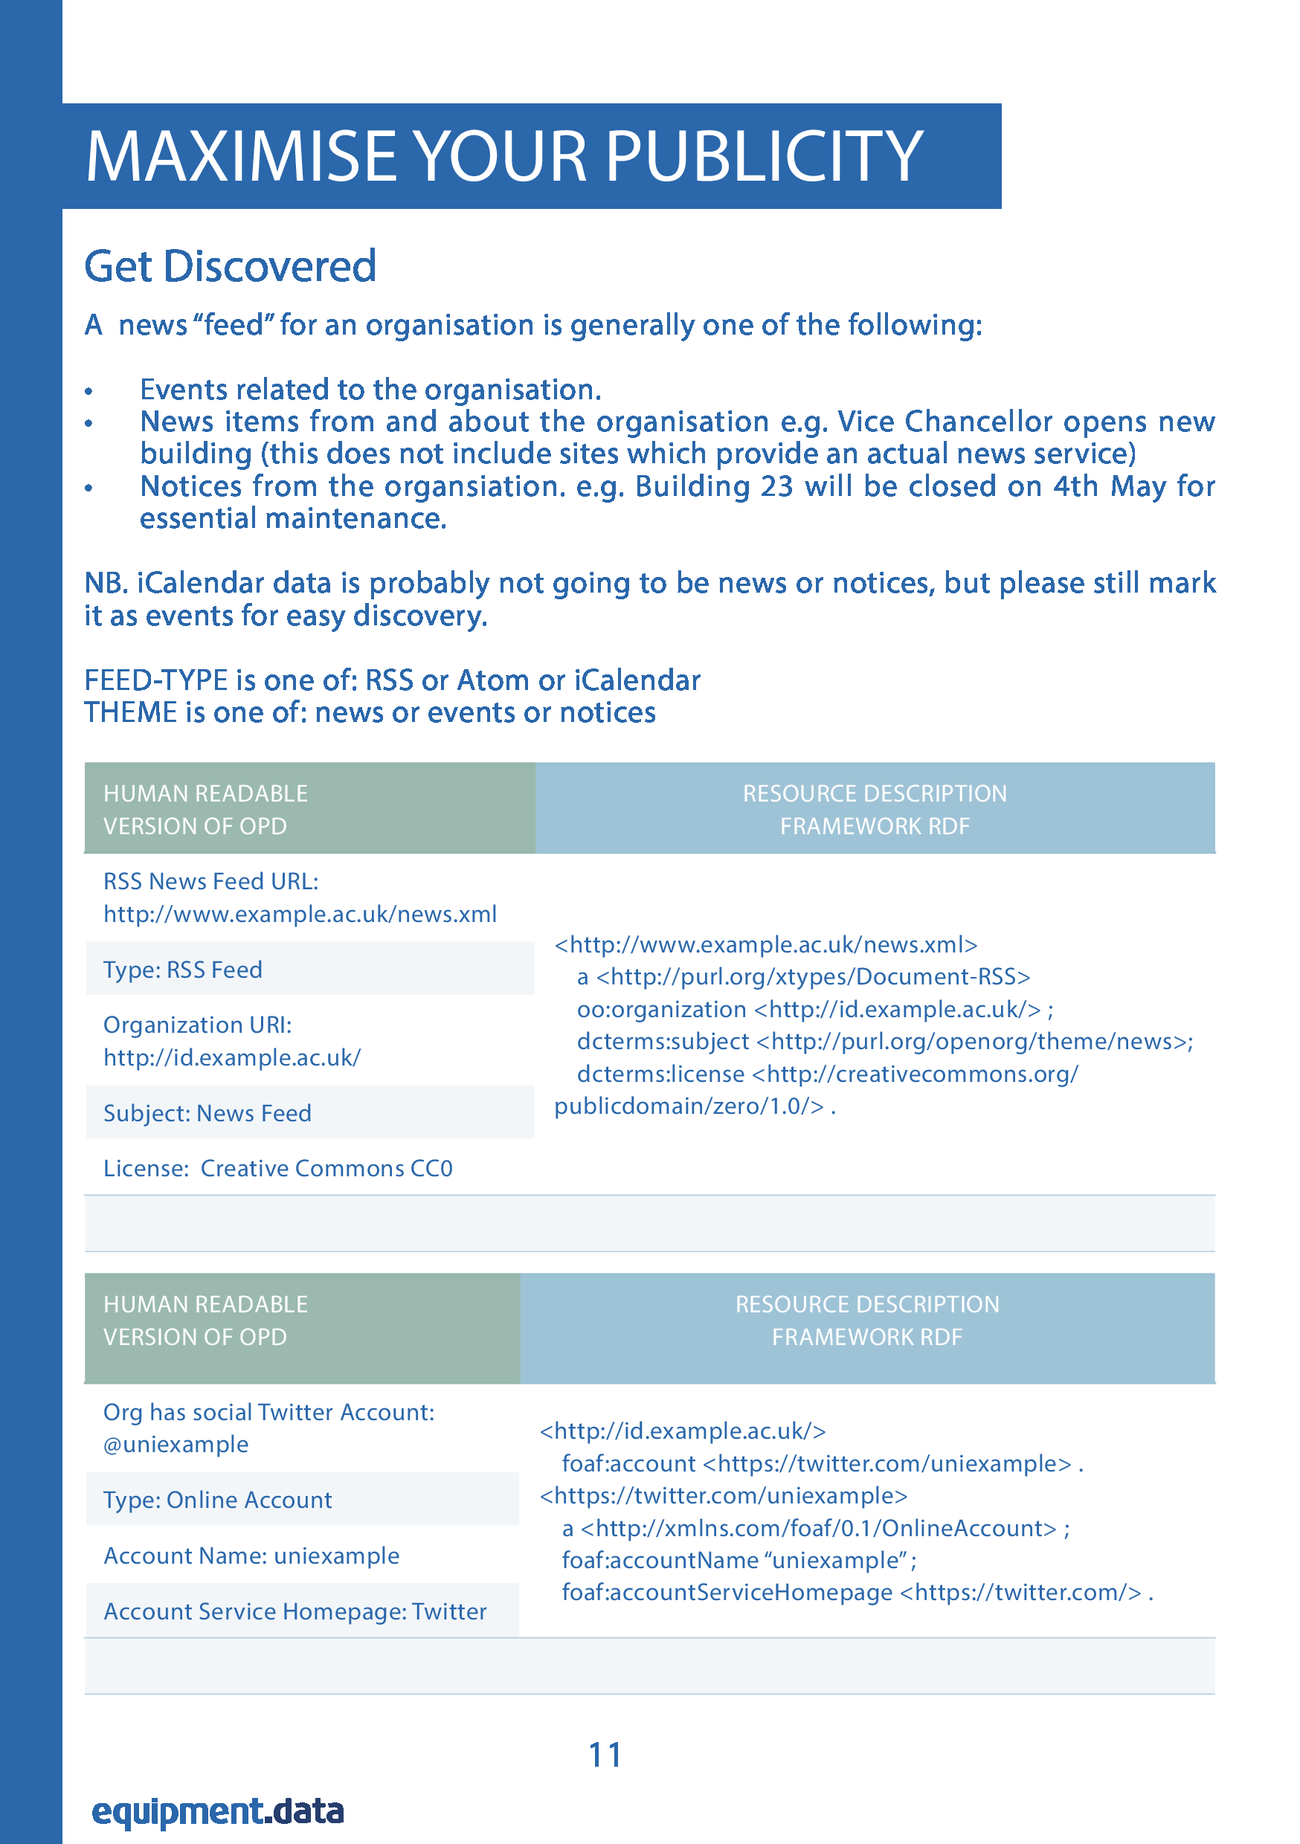 MAXIMISE YOUR PUBLICITY
Get Discovered
A  news “feed” for an organisation is generally one of the following:
•	Events related to the organisation.
•	News items from and about the organisation e.g. Vice Chancellor opens new
building (this does not include sites which provide an actual news service)
•	Notices from the organsiation. e.g. Building 23 will be closed on 4th May for
essential maintenance.
NB. iCalendar data is probably not going to be news or notices, but please still mark
it as events for easy discovery.
FEED-TYPE is one of: RSS or Atom or iCalendar
THEME is one of: news or events or notices
HUMAN READABLE
VERSION OF OPD
RESOURCE DESCRIPTION
FRAMEWORK RDF
RSS News Feed URL:
http://www.example.ac.uk/news.xml
Type: RSS Feed
Organization URI:
http://id.example.ac.uk/
Subject: News Feed
License:  Creative Commons CC0
<http://www.example.ac.uk/news.xml>
a <http://purl.org/xtypes/Document-RSS>
oo:organization <http://id.example.ac.uk/> ;
dcterms:subject <http://purl.org/openorg/theme/news>;
dcterms:license <http://creativecommons.org/
publicdomain/zero/1.0/> .
HUMAN READABLE
VERSION OF OPD
RESOURCE DESCRIPTION
FRAMEWORK RDF
Org has social Twitter Account:
@uniexample
Type: Online Account
Account Name: uniexample
Account Service Homepage: Twitter
<http://id.example.ac.uk/>
foaf:account <https://twitter.com/uniexample> .
<https://twitter.com/uniexample>
a <http://xmlns.com/foaf/0.1/OnlineAccount> ;
foaf:accountName “uniexample” ;
foaf:accountServiceHomepage <https://twitter.com/> .
11
equipment.data